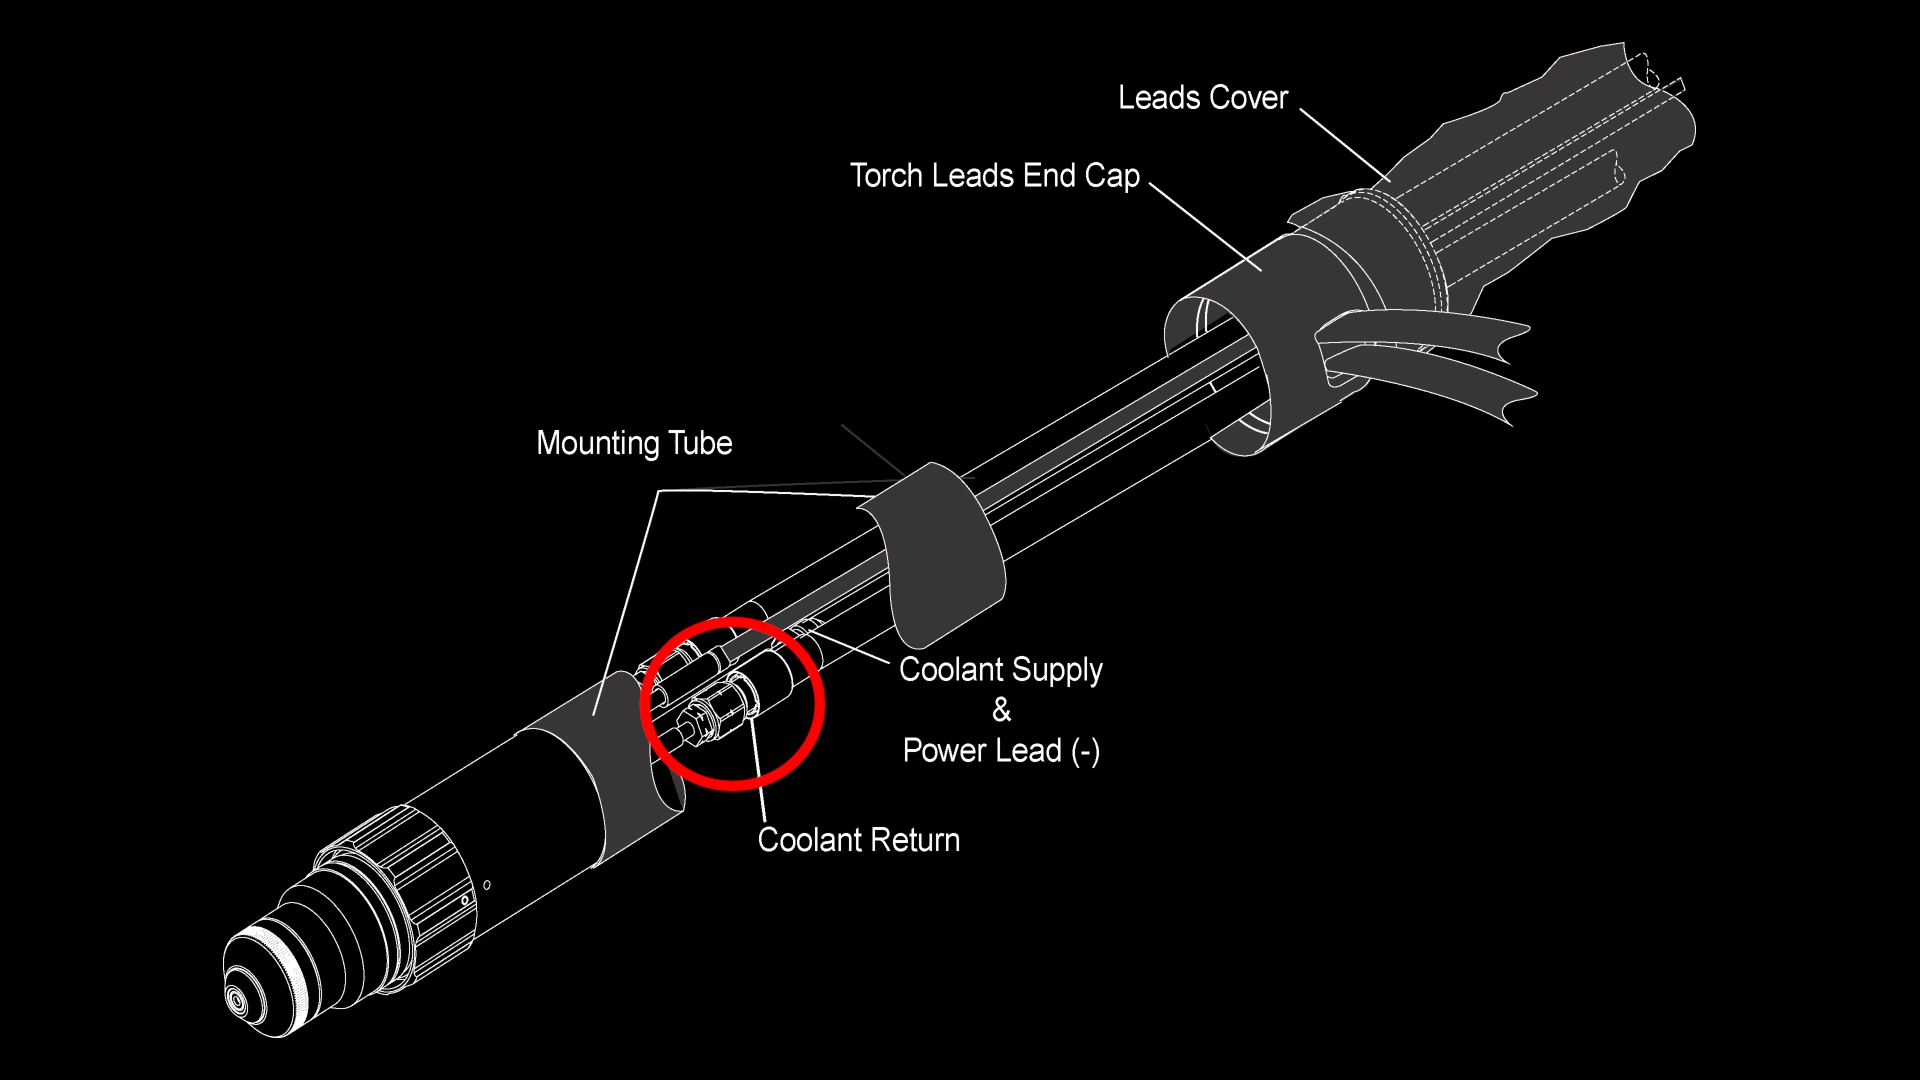 Leads Cover
Torch Leads End Cap
Mounting Tube
Coolant Supply
&
Power Lead (-)
Coolant Return